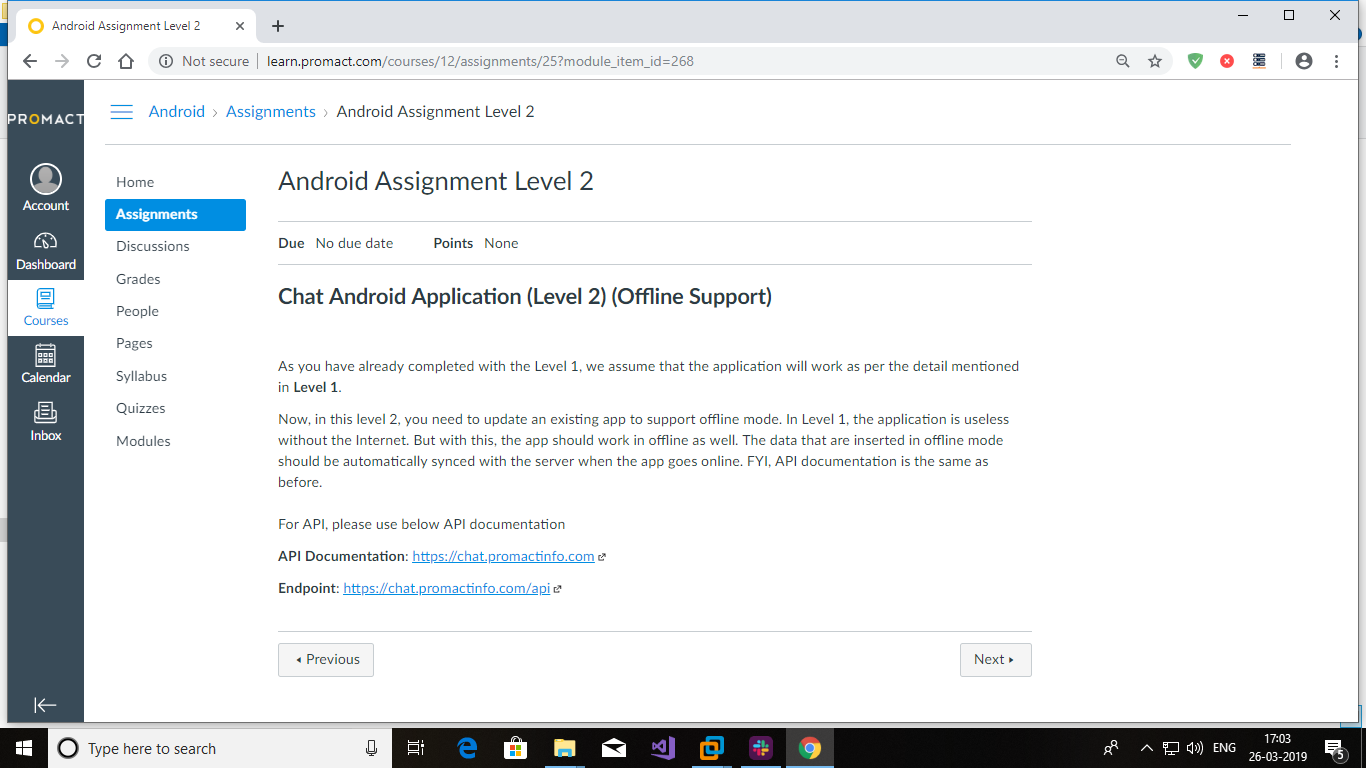 Android Assignment Level 2
Not secure learn.promact.com/courses/12/assignments/25?module_item_id=268
PROMACT
Account
Dashboard
Courses
Calendar
Inbox
Android › Assignments › Android Assignment Level 2
Home
Assignments
Discussions
Grades
People
Pages
Syllabus
Quizzes
Modules
Android Assignment Level 2
Due No due date Points None
Chat Android Application (Level 2) (Offline Support)
As you have already completed with the Level 1, we assume that the application will work as per the detail mentioned
in Level 1.
Now, in this level 2, you need to update an existing app to support offline mode. In Level 1, the application is useless
without the Internet. But with this, the app should work in offline as well. The data that are inserted in offline mode
should be automatically synced with the server when the app goes online. FYI, API documentation is the same as
before.
For API, please use below API documentation
API Documentation: https://chat.promactinfo.com
Endpoint: https://chat.promactinfo.com/api
Previous
Next
Type here to search
ENG
17:03
26-03-2019
5